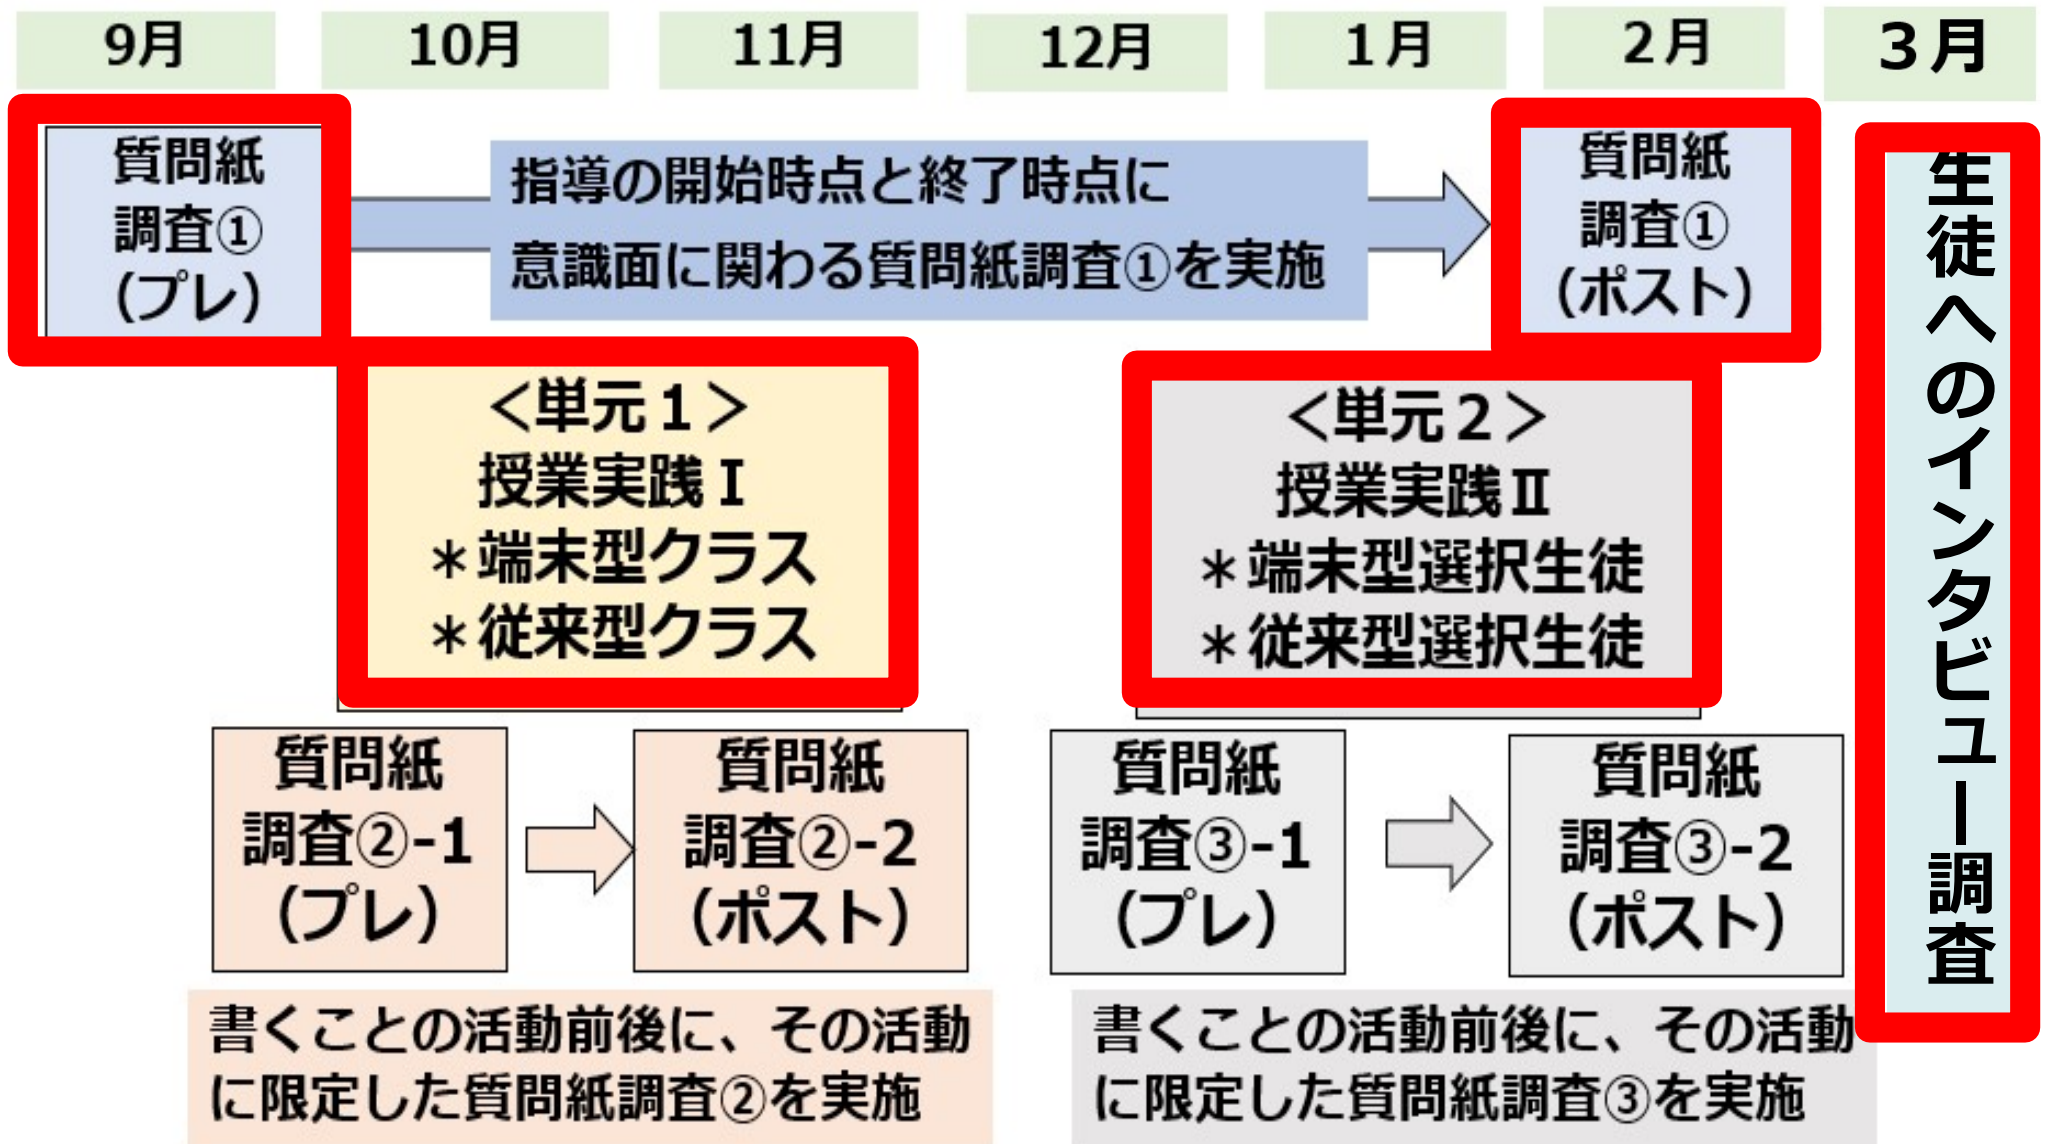 9月
10月
11月
12月
1月
2月
3月
質問紙
調査①
(プレ)
指導の開始時点と終了時点に
意識面に関わる質問紙調査①を実施
質問紙
調査①
(ポスト)
生徒へのインタビュー調査
<単元1>
授業実践Ⅰ
*端末型クラス
*従来型クラス
<単元2>
授業実践Ⅱ
*端末型選択生徒
*従来型選択生徒
質問紙
調査②-1
(プレ)
質問紙
調査②-2
(ポスト)
質問紙
調査③-1
(プレ)
質問紙
調査③-2
(ポスト)
書くことの活動前後に、その活動
に限定した質問紙調査②を実施
書くことの活動前後に、その活動
に限定した質問紙調査③を実施